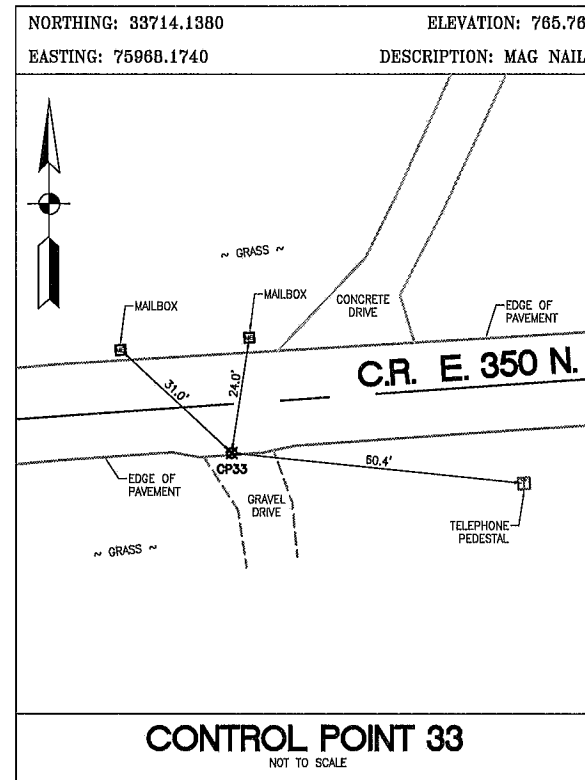 NORTHING: 33714.1380
ELEVATION: 765.76
EASTING: 75968.1740
DESCRIPTION: MAG NAIL
~ GRASS ~
MAILBOX
MAILBOX
CONCRETE
DRIVE
EDGE OF
PAVEMENT
C.R. E. 350 N.
31.0'
24.0'
CP33
50.4'
EDGE OF
PAVEMENT
GRAVEL
DRIVE
TELEPHONE
PEDESTAL
~ GRASS ~
CONTROL POINT 33
NOT TO SCALE